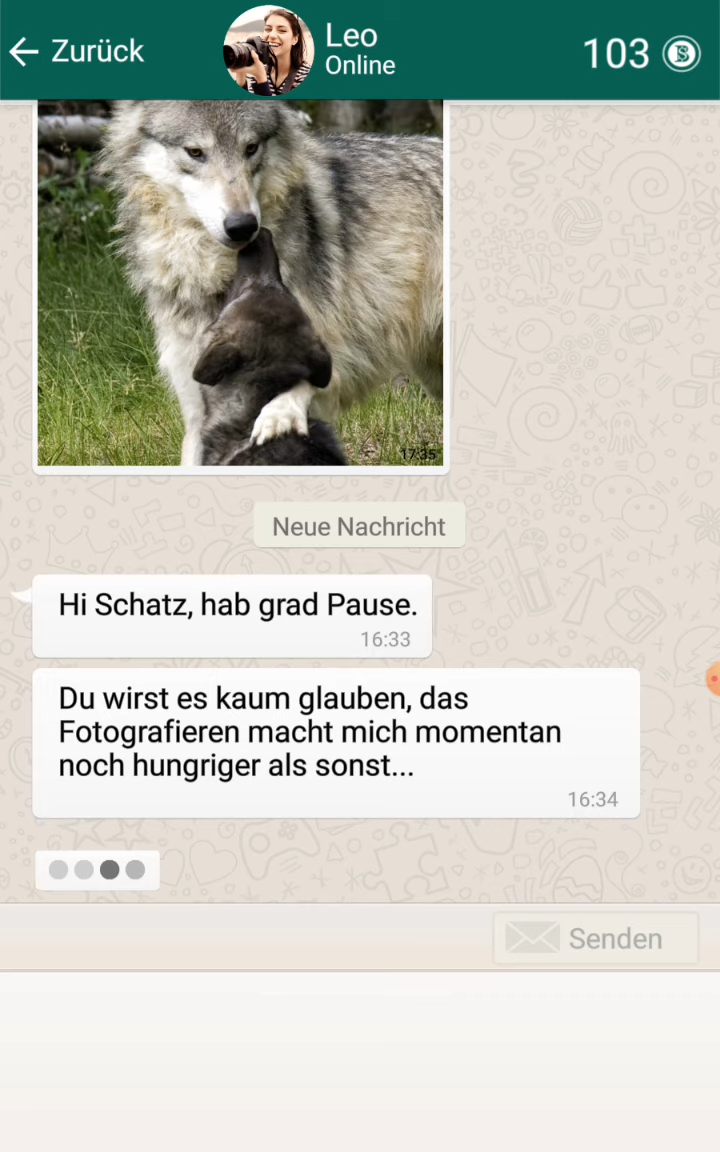 Zurück
Leo
Online
103
17:35
Neue Nachricht
Hi Schatz, hab grad Pause.
16:33
Du wirst es kaum glauben, das
Fotografieren macht mich momentan
noch hungriger als sonst...
16:34
Senden